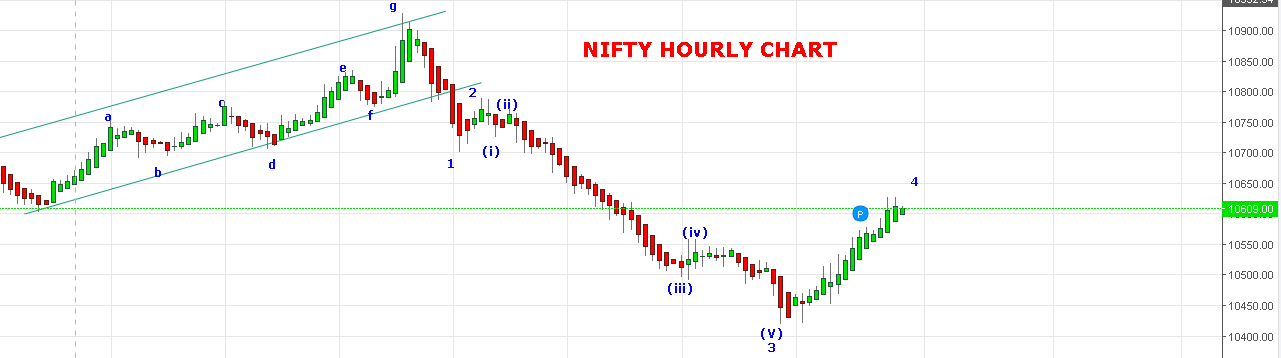 NIFTY HOURLY CHART
g
e
c
a
f
b
d
2
(ii)
(i)
1
4
P
(iv)
(iii)
(V)
3
10900.00
10850.00
10800.00
10750.00
10700.00
10650.00
10609.00
10550.00
10500.00
10450.00
10400.00